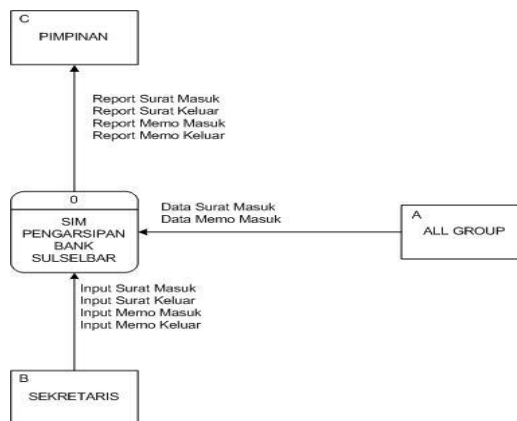 C
PIMPINAN
Report Surat Masuk
Report Surat Keluar
Report Memo Masuk
Report Memo Keluar
0
SIM
PENGARSIPAN
BANK
SULSELBAR
Data Surat Masuk
Data Memo Masuk
A
ALL GROUP
Input Surat Masuk
Input Surat Keluar
Input Memo Masuk
Input Memo Keluar
B
SEKRETARIS